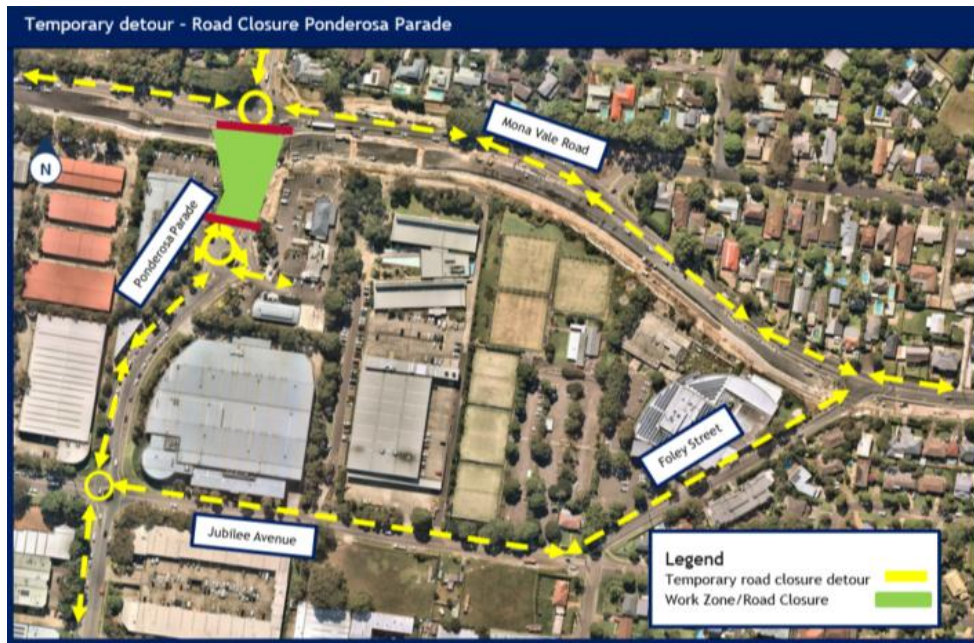 Temporary detour - Road Closure Ponderosa Parade
Mona Vale Road
N
Ponderosa Parade
Foley Street
Jubilee Avenue
Legend
Temporary road closure detour
Work Zone/Road Closure